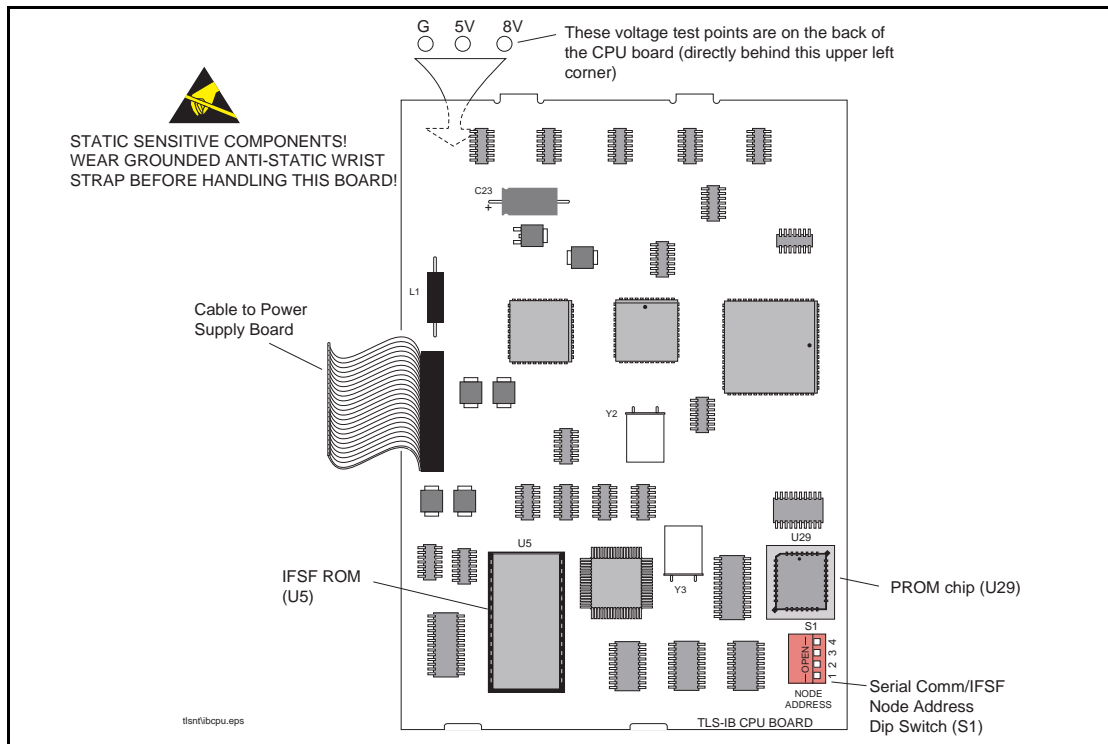 G 5V 8V
These voltage test points are on the back of
the CPU board (directly behind this upper left
corner)
STATIC SENSITIVE COMPONENTS!
WEAR GROUNDED ANTI-STATIC WRIST
STRAP BEFORE HANDLING THIS BOARD!
C23
+
L1
Cable to Power
Supply Board
Y2
U5
U29
IFSF ROM
(U5)
Y3
PROM chip (U29)
S1
OPEN
1 2 3 4
NODE
ADDRESS
Serial Comm/IFSF
Node Address
Dip Switch (S1)
TLS-IB CPU BOARD
tlsnt\ibcpu.eps